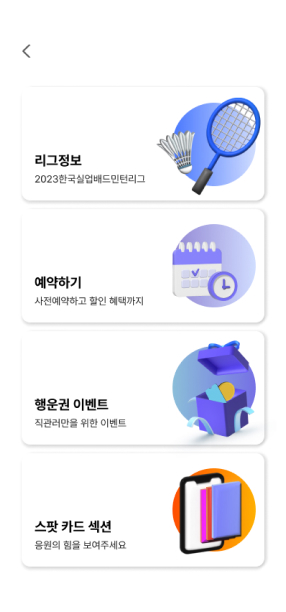 리그정보
2023한국실업배드민턴리그
예약하기
사전예약하고 할인 혜택까지
행운권 이벤트
직관러만을 위한 이벤트
스팟 카드 섹션
응원의 힘을 보여주세요